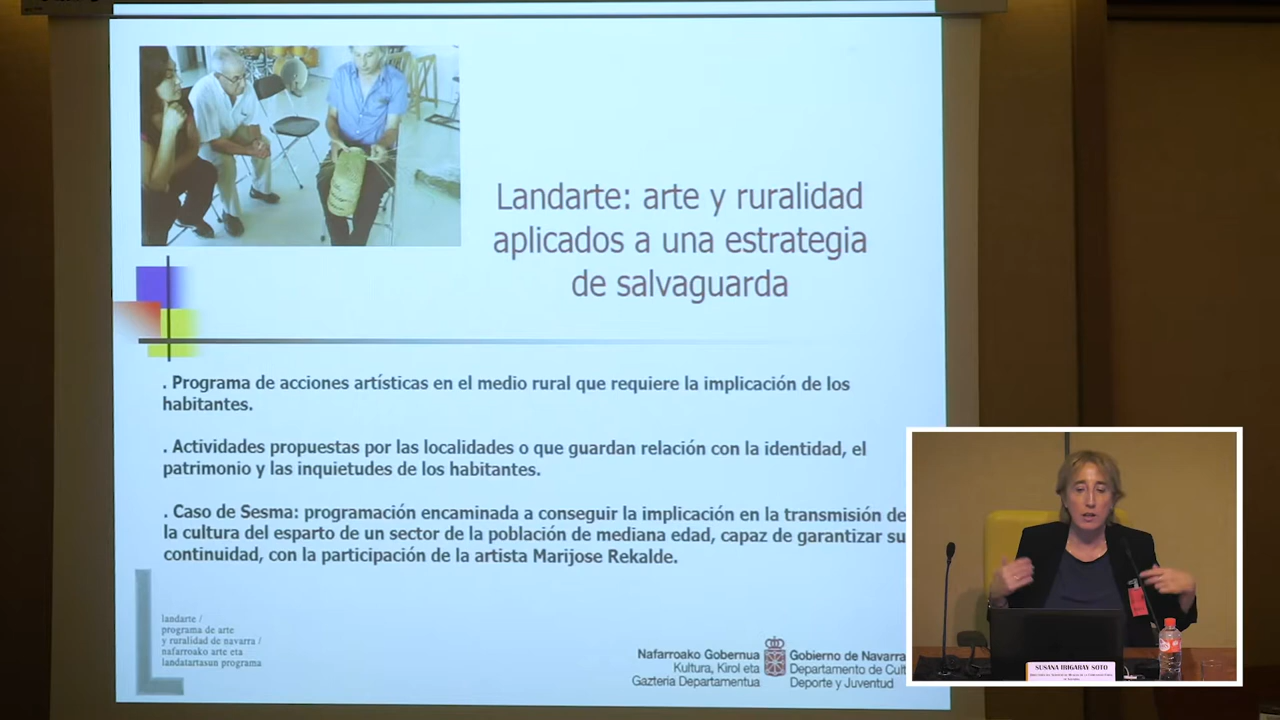 Landarte: arte y ruralidad
aplicados a una estrategia
de salvaguarda
. Programa de acciones artísticas en el medio rural que requiere la implicación de los
habitantes.
. Actividades propuestas por las localidades o que guardan relación con la identidad, el
patrimonio y las inquietudes de los habitantes.
. Caso de Sesma: programación encaminada a conseguir la implicación en la transmisión de
la cultura del esparto de un sector de la población de mediana edad, capaz de garantizar su
continuidad, con la participación de la artista Marijose Rekalde.
landarte /
programa de arte
y ruralidad de navarra /
nafarroako arte eta
landatartasun programa
Nafarroako Gobernua
Kultura, Kirol eta
Gazteria Departamentua
Gobierno de Navarra
Departamento de Cult
Deporte y Juventud
SUSANA IRIGARAY SOTO